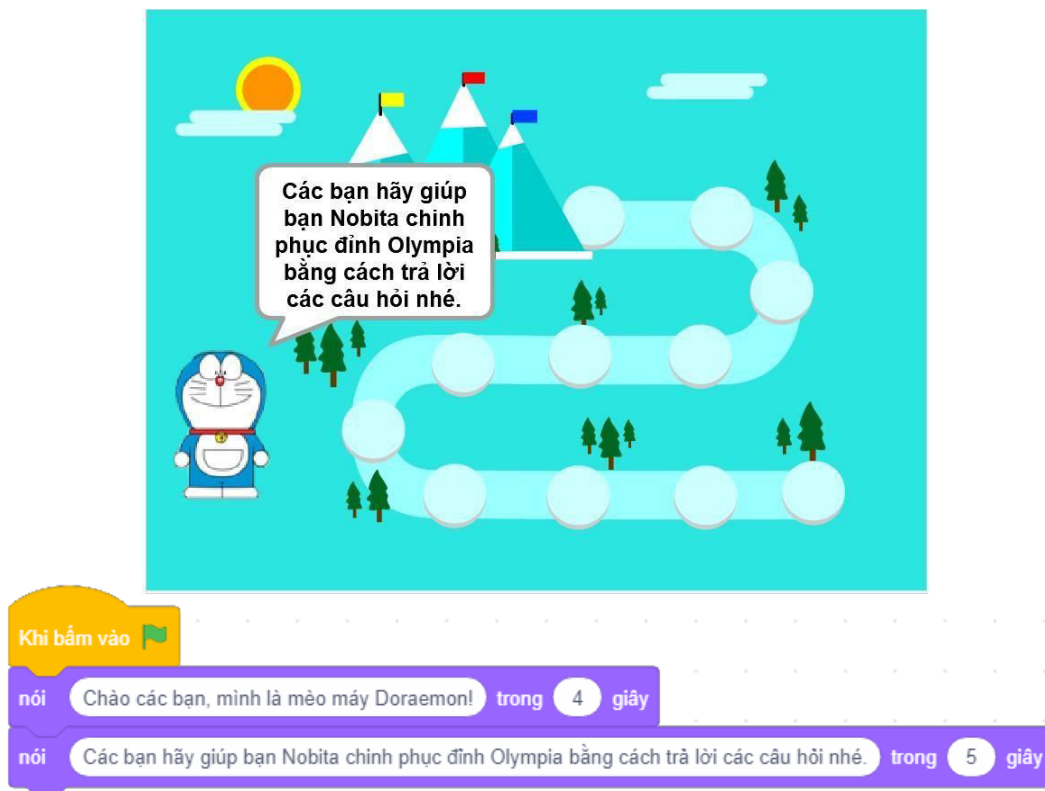 Các bạn hãy giúp
bạn Nobita chinh
phục đỉnh Olympia
bằng cách trả lời
các câu hỏi nhé.
Khi bấm vào
nói Chào các bạn, mình là mèo máy Doraemon! trong 4 giây
nói Các bạn hãy giúp bạn Nobita chinh phục đỉnh Olympia bằng cách trả lời các câu hỏi nhé. trong 5 giây